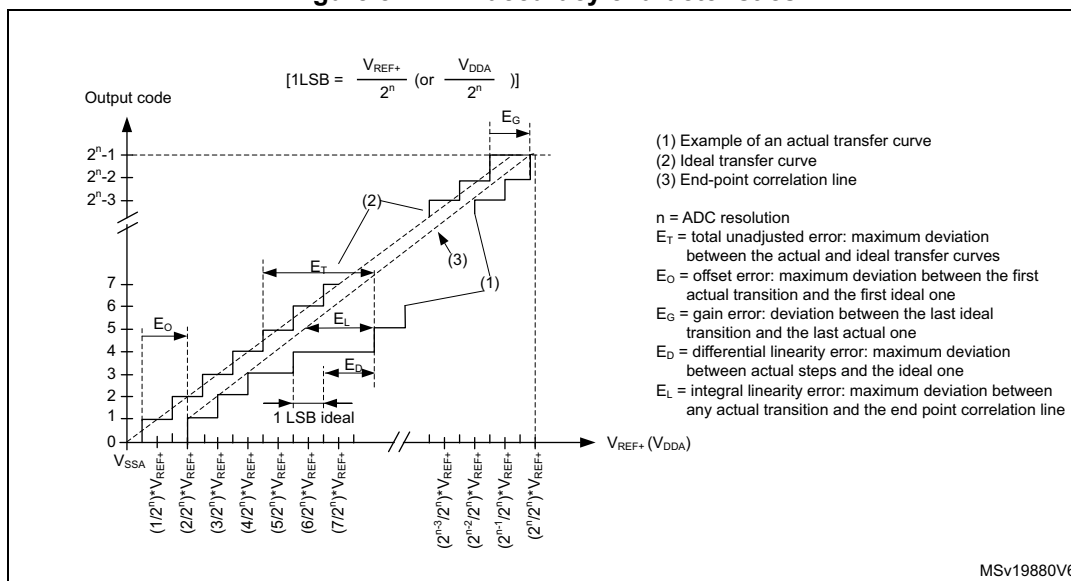 [1LSB = V_REF+ / 2^n (or V_DDA / 2^n )]
Output code
E_G
2^n-1
2^n-2
2^n-3
(1) Example of an actual transfer curve
(2) Ideal transfer curve
(3) End-point correlation line
n = ADC resolution
E_T = total unadjusted error: maximum deviation
between the actual and ideal transfer curves
E_O = offset error: maximum deviation between the first
actual transition and the first ideal one
E_G = gain error: deviation between the last ideal
transition and the last actual one
E_D = differential linearity error: maximum deviation
between actual steps and the ideal one
E_L = integral linearity error: maximum deviation between
any actual transition and the end point correlation line
(2)
(3)
(1)
E_T
7
6
5
4
3
2
1
0
E_O
E_L
E_D
1 LSB ideal
V_SSA
V_REF+ (V_DDA)
(1/2^n)*V_REF+
(2/2^n)*V_REF+
(3/2^n)*V_REF+
(4/2^n)*V_REF+
(5/2^n)*V_REF+
(6/2^n)*V_REF+
(7/2^n)*V_REF+
(2^n-3/2^n)*V_REF+
(2^n-2/2^n)*V_REF+
(2^n-1/2^n)*V_REF+
(2^n/2^n)*V_REF+
MSv19880V6